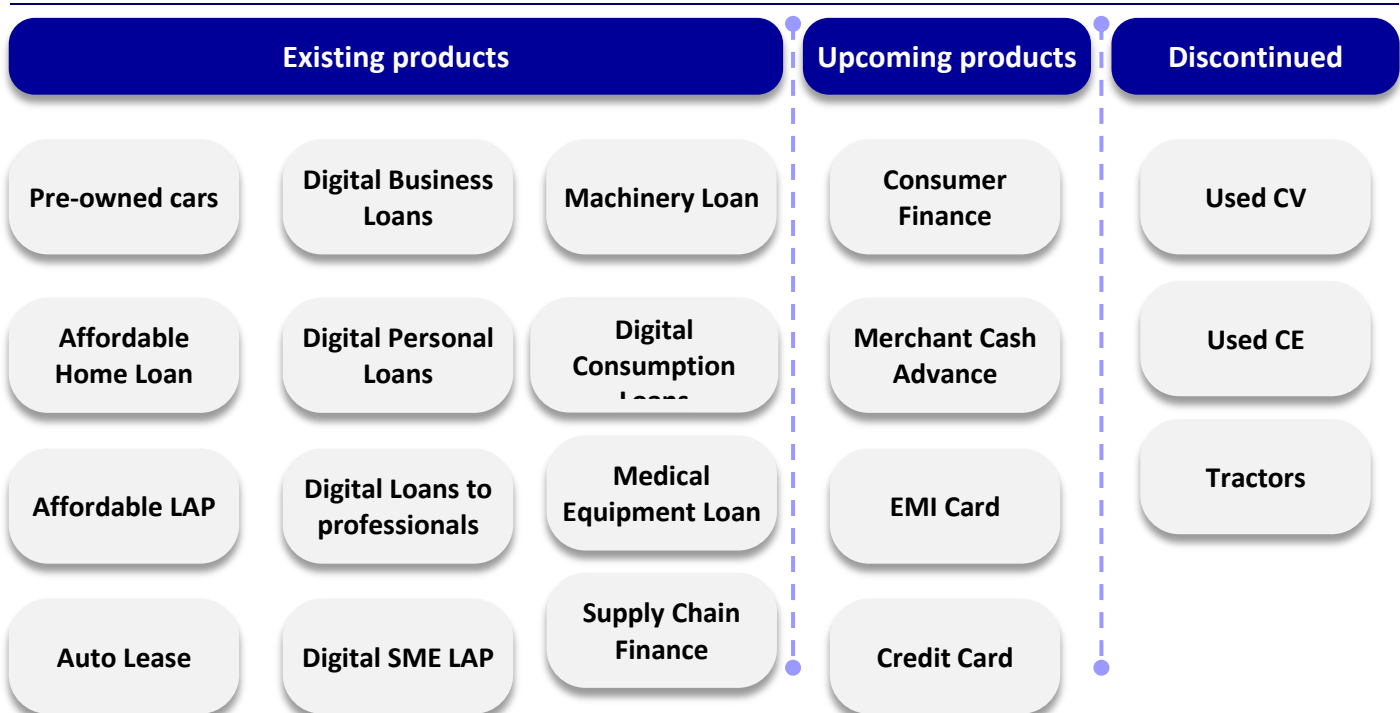 Existing products
Upcoming products
Discontinued
Pre-owned cars
Digital Business
Loans
Machinery Loan
Consumer
Finance
Used CV
Affordable
Home Loan
Digital Personal
Loans
Digital
Consumption
Merchant Cash
Advance
Used CE
Affordable LAP
Digital Loans to
professionals
Medical
Equipment Loan
EMI Card
Tractors
Auto Lease
Digital SME LAP
Supply Chain
Finance
Credit Card